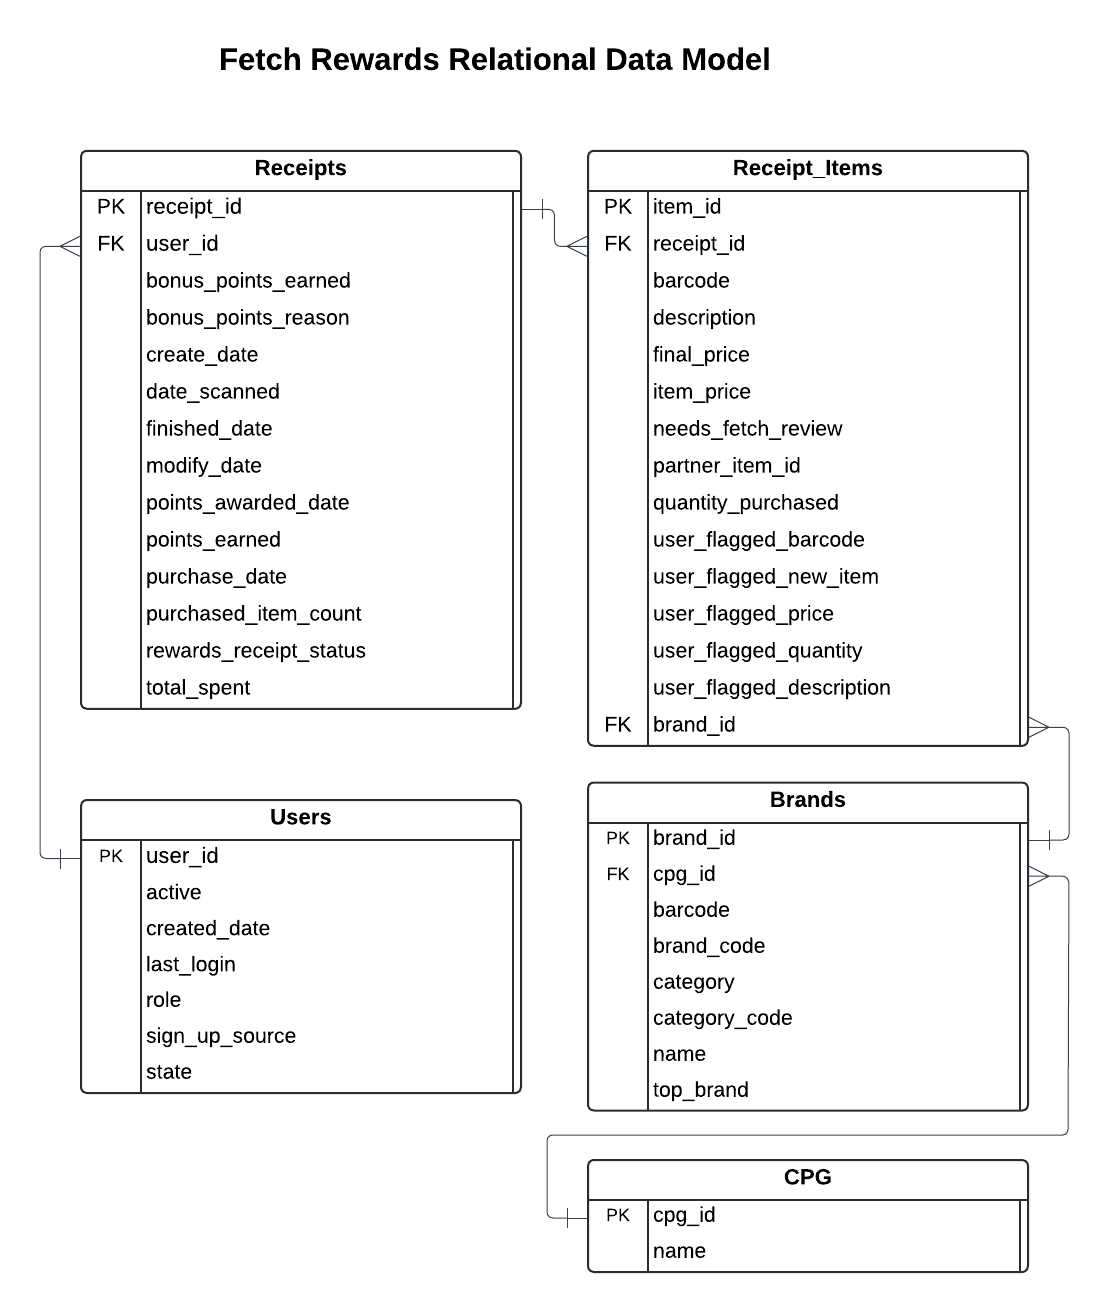 Fetch Rewards Relational Data Model
Receipts
PK receipt_id
FK user_id
bonus_points_earned
bonus_points_reason
create_date
date_scanned
finished_date
modify_date
points_awarded_date
points_earned
purchase_date
purchased_item_count
rewards_receipt_status
total_spent
Receipt_Items
PK item_id
FK receipt_id
barcode
description
final_price
item_price
needs_fetch_review
partner_item_id
quantity_purchased
user_flagged_barcode
user_flagged_new_item
user_flagged_price
user_flagged_quantity
user_flagged_description
FK brand_id
Users
PK user_id
active
created_date
last_login
role
sign_up_source
state
Brands
PK brand_id
FK cpg_id
barcode
brand_code
category
category_code
name
top_brand
CPG
PK cpg_id
name